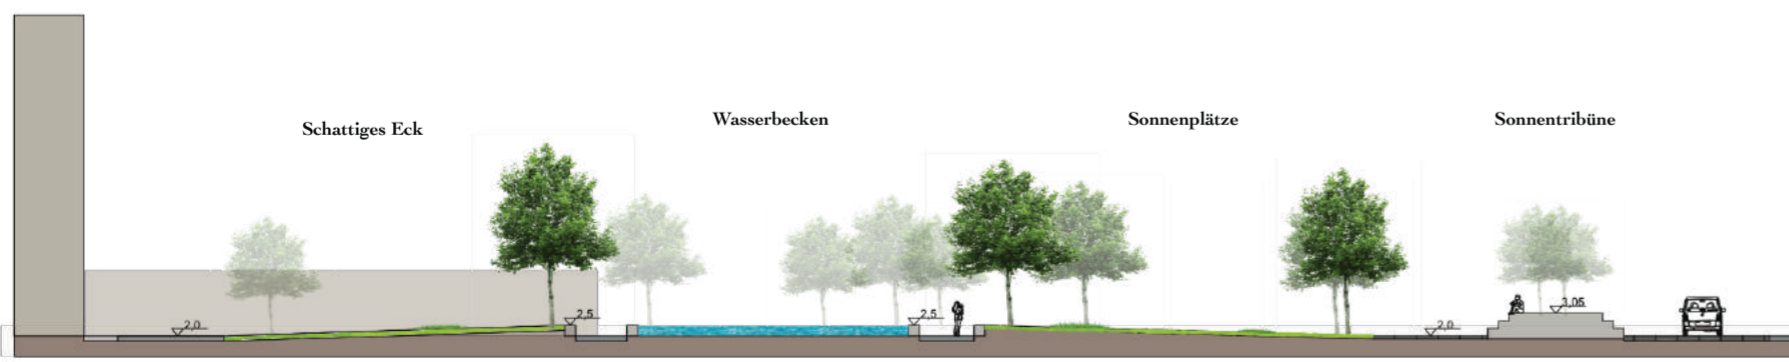 Schattiges Eck
Wasserbecken
Sonnenplätze
Sonnentribüne
2,0
2,5
2,5
2,0
3,05